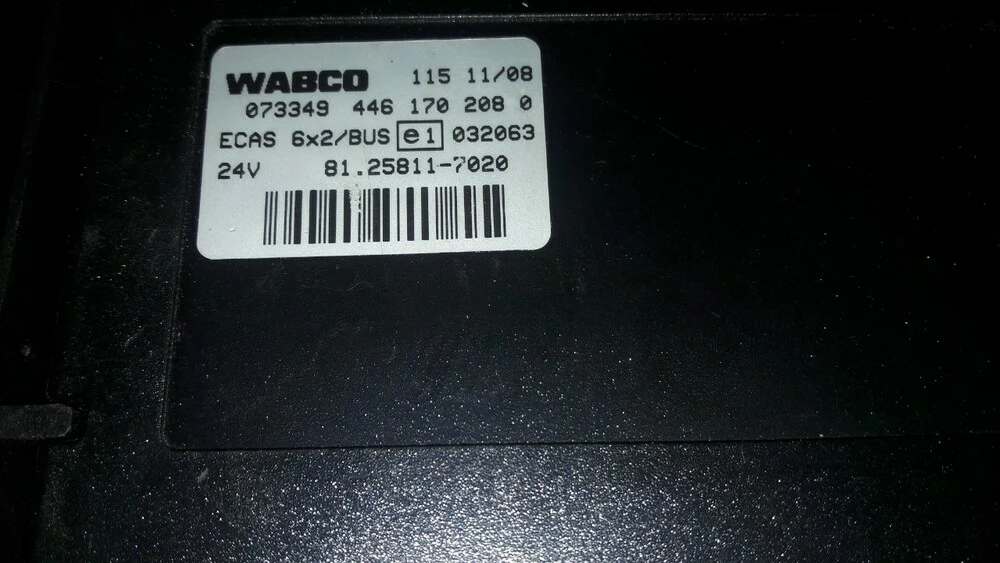 WABCO 115 11/08
073349 446 170 208 0
ECAS 6x2/BUS e1 032063
24V 81.25811-7020